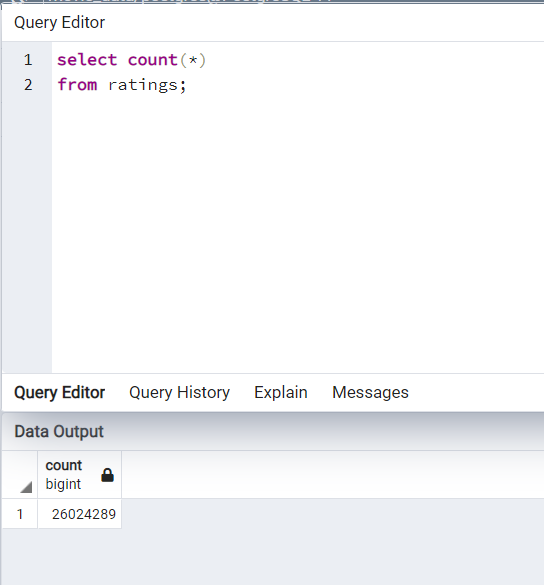 Query Editor
1 select count(*)
2 from ratings;
Query Editor Query History Explain Messages
Data Output
count
bigint
1 26024289